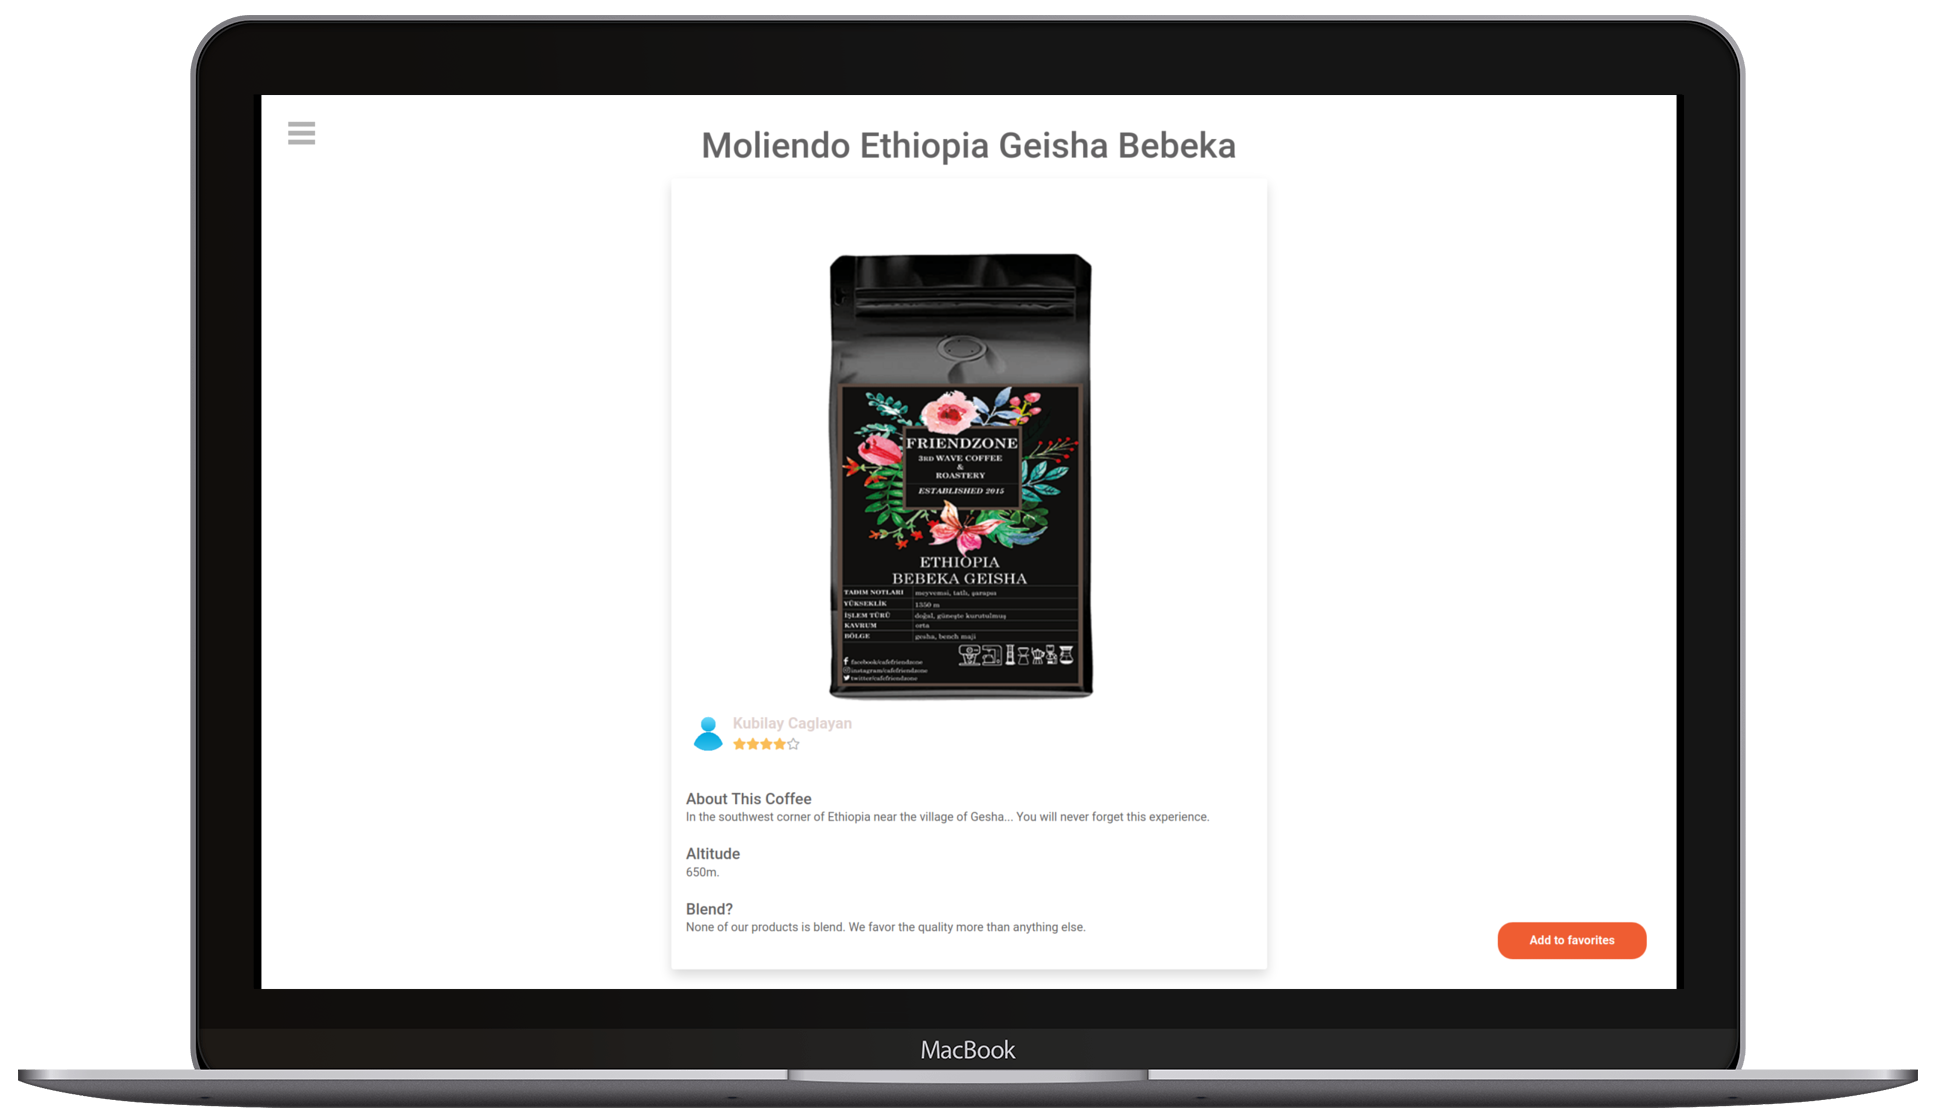 Moliendo Ethiopia Geisha Bebeka
FRIENDZONE
3RD WAVE COFFEE
&
ROASTERY
ESTABLISHED 2015
ETHIOPIA
BEBEKA GEISHA
TADIM NOTLARI meyvemsi, tatlı, şarapsı
YÜKSEKLİK 1350 m
İŞLEM TÜRÜ doğal, güneşte kurutulmuş
KAVRUM orta
BÖLGE gesha, bench maji
facebook/cafefriendzone
instagram/cafefriendzone
twitter/cafefriendzone
Kubilay Caglayan
About This Coffee
In the southwest corner of Ethiopia near the village of Gesha... You will never forget this experience.
Altitude
650m.
Blend?
None of our products is blend. We favor the quality more than anything else.
Add to favorites
MacBook